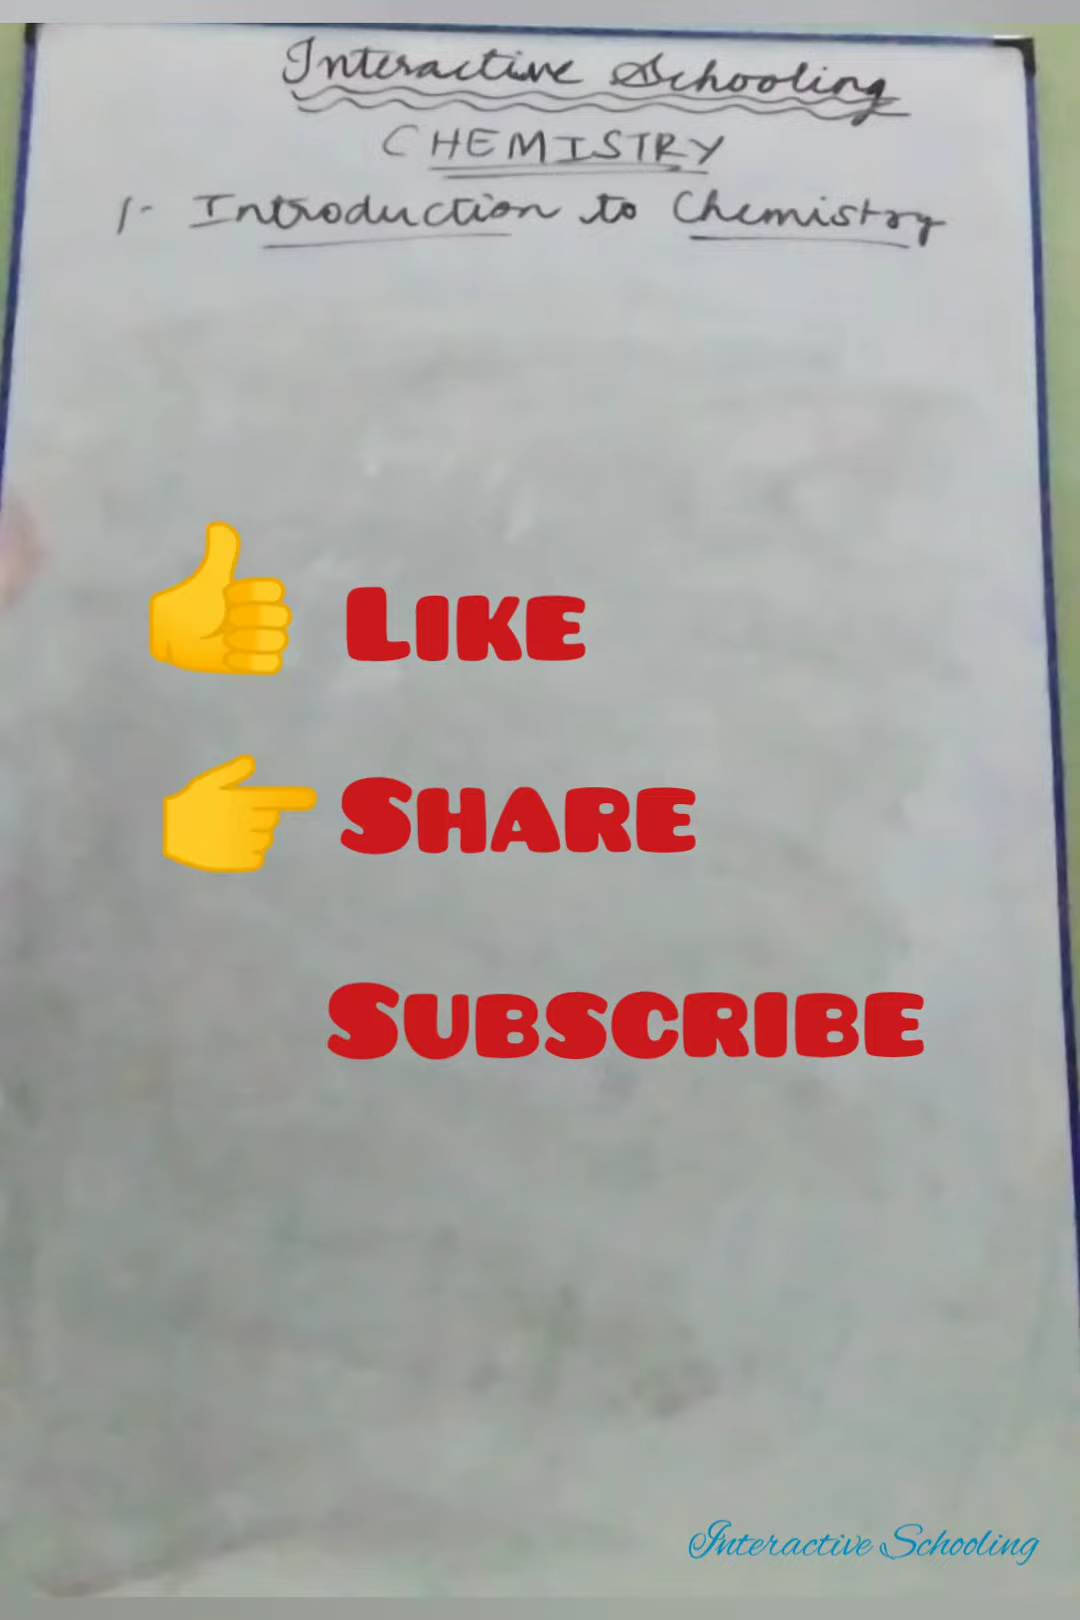 Interactive Schooling
CHEMISTRY
1- Introduction to Chemistry
LIKE
SHARE
SUBSCRIBE
Interactive Schooling